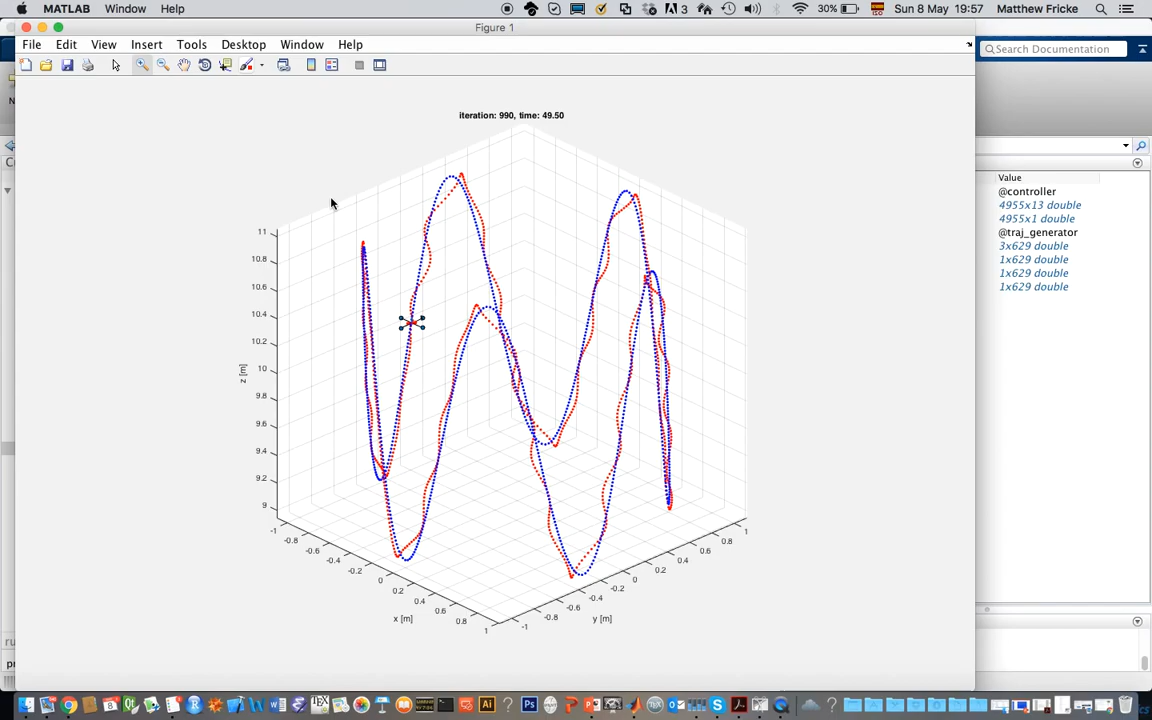 MATLAB Window Help
3 30% Sun 8 May 19:57 Matthew Fricke
Figure 1
File Edit View Insert Tools Desktop Window Help
Search Documentation
iteration: 990, time: 49.50
Value
@controller
4955x13 double
4955x1 double
@traj_generator
3x629 double
1x629 double
1x629 double
1x629 double
11
10.8
10.6
10.4
10.2
10
9.8
9.6
9.4
9.2
9
z [m]
-1 -0.8 -0.6 -0.4 -0.2 0 0.2 0.4 0.6 0.8 1
x [m]
-1 -0.8 -0.6 -0.4 -0.2 0 0.2 0.4 0.6 0.8 1
y [m]